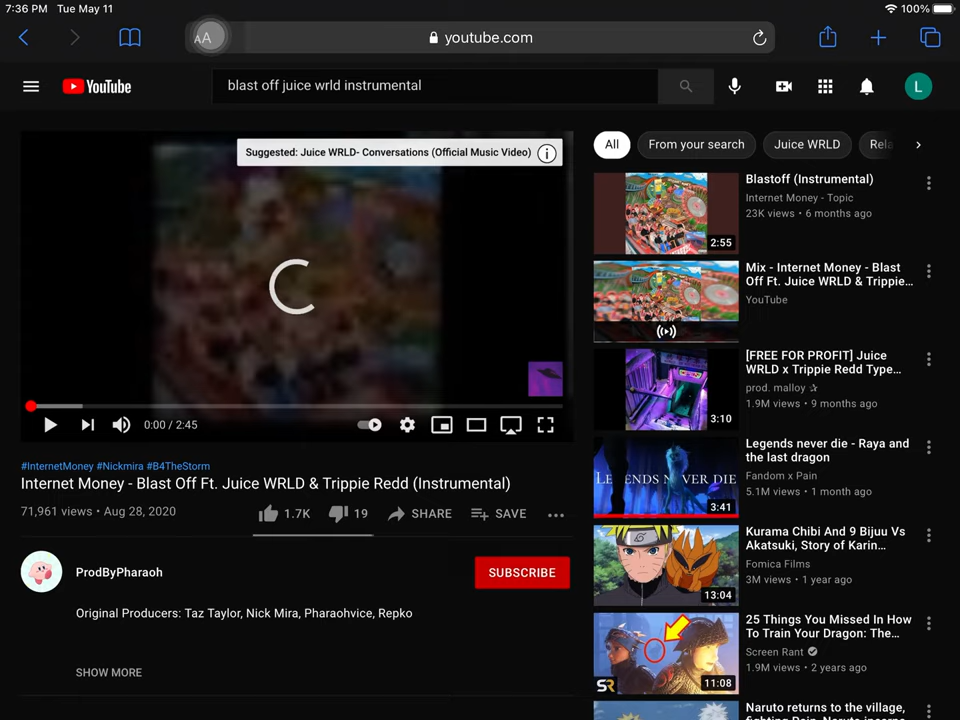 7:36 PM Tue May 11
100%
AA
youtube.com
YouTube
blast off juice wrld instrumental
L
Suggested: Juice WRLD- Conversations (Official Music Video)
0:00 / 2:45
#InternetMoney #Nickmira #B4TheStorm
Internet Money - Blast Off Ft. Juice WRLD & Trippie Redd (Instrumental)
71,961 views • Aug 28, 2020
1.7K
19
SHARE
SAVE
ProdByPharaoh
SUBSCRIBE
Original Producers: Taz Taylor, Nick Mira, Pharaohvice, Repko
SHOW MORE
All
From your search
Juice WRLD
Rela
Blastoff (Instrumental)
Internet Money - Topic
23K views • 6 months ago
2:55
Mix - Internet Money - Blast
Off Ft. Juice WRLD & Trippie...
YouTube
[FREE FOR PROFIT] Juice
WRLD x Trippie Redd Type...
prod. malloy ✰
1.9M views • 9 months ago
3:10
Legends never die - Raya and
the last dragon
Fandom x Pain
5.1M views • 1 month ago
LEGENDS NEVER DIE
3:41
Kurama Chibi And 9 Bijuu Vs
Akatsuki, Story of Karin...
Fomica Films
3M views • 1 year ago
13:04
25 Things You Missed In How
To Train Your Dragon: The...
Screen Rant
1.9M views • 2 years ago
SR
11:08
Naruto returns to the village,
fighting Pain, Naruto